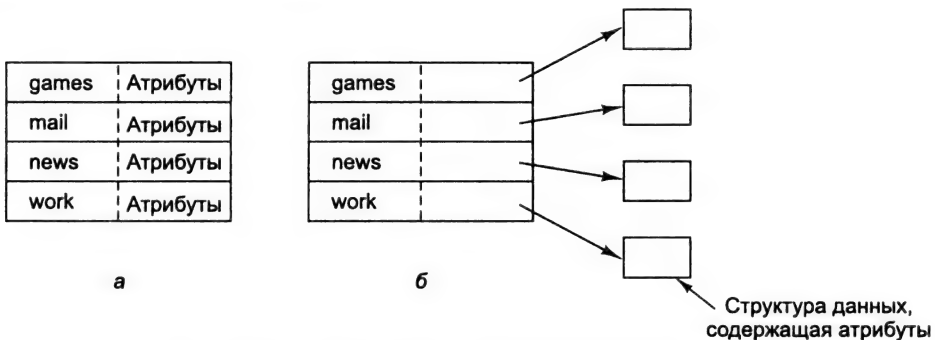 games Атрибуты
mail Атрибуты
news Атрибуты
work Атрибуты
а
games
mail
news
work
б
Структура данных,
содержащая атрибуты